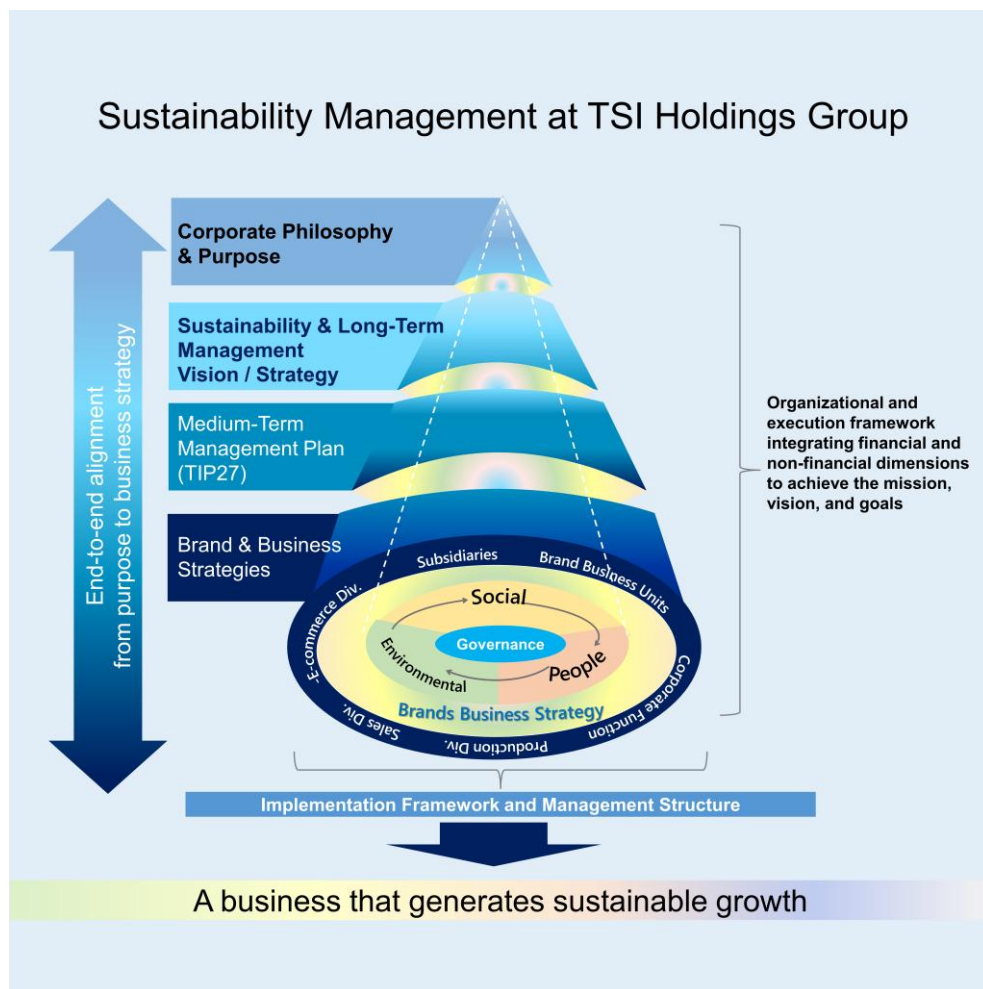 Sustainability Management at TSI Holdings Group
End-to-end alignment
from purpose to business strategy
Corporate Philosophy
& Purpose
Sustainability & Long-Term
Management
Vision / Strategy
Medium-Term
Management Plan
(TIP27)
Brand & Business
Strategies
Organizational and
execution framework
integrating financial and
non-financial dimensions
to achieve the mission,
vision, and goals
-E-commerce Div.
Subsidiaries
Brand Business Units
Corporate Function
Production Div.
Sales Div.
Social
Governance
Environmental
People
Brands Business Strategy
Implementation Framework and Management Structure
A business that generates sustainable growth